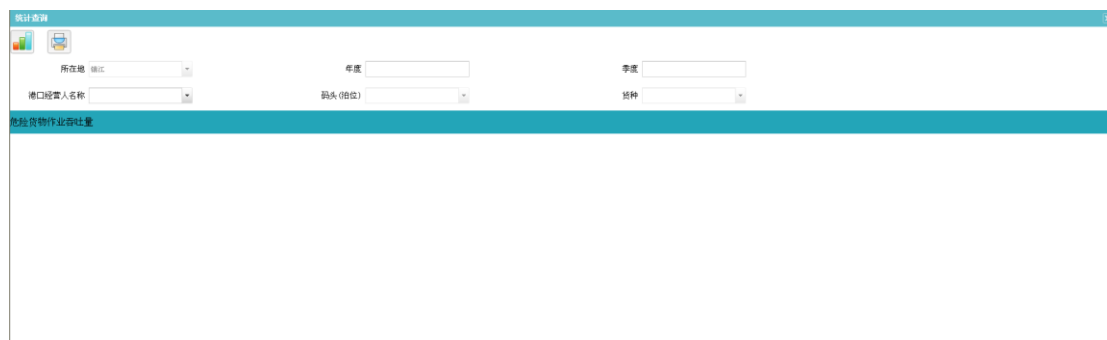 统计查询
所在地 镇江 年度 季度
港口经营人名称 码头(泊位) 货种
危险货物作业吞吐量